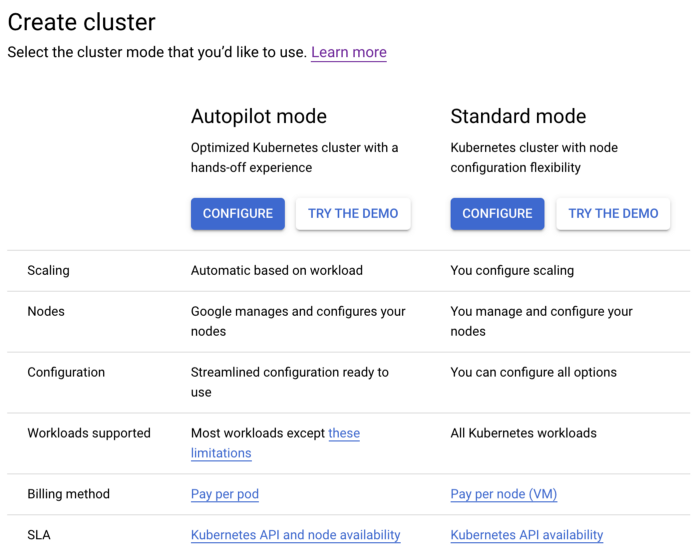 Create cluster
Select the cluster mode that you'd like to use. Learn more
Autopilot mode
Standard mode
Optimized Kubernetes cluster with a
hands-off experience
Kubernetes cluster with node
configuration flexibility
CONFIGURE
TRY THE DEMO
CONFIGURE
TRY THE DEMO
Scaling
Automatic based on workload
You configure scaling
Nodes
Google manages and configures your
nodes
You manage and configure your
nodes
Configuration
Streamlined configuration ready to
use
You can configure all options
Workloads supported
Most workloads except these
limitations
All Kubernetes workloads
Billing method
Pay per pod
Pay per node (VM)
SLA
Kubernetes API and node availability
Kubernetes API availability